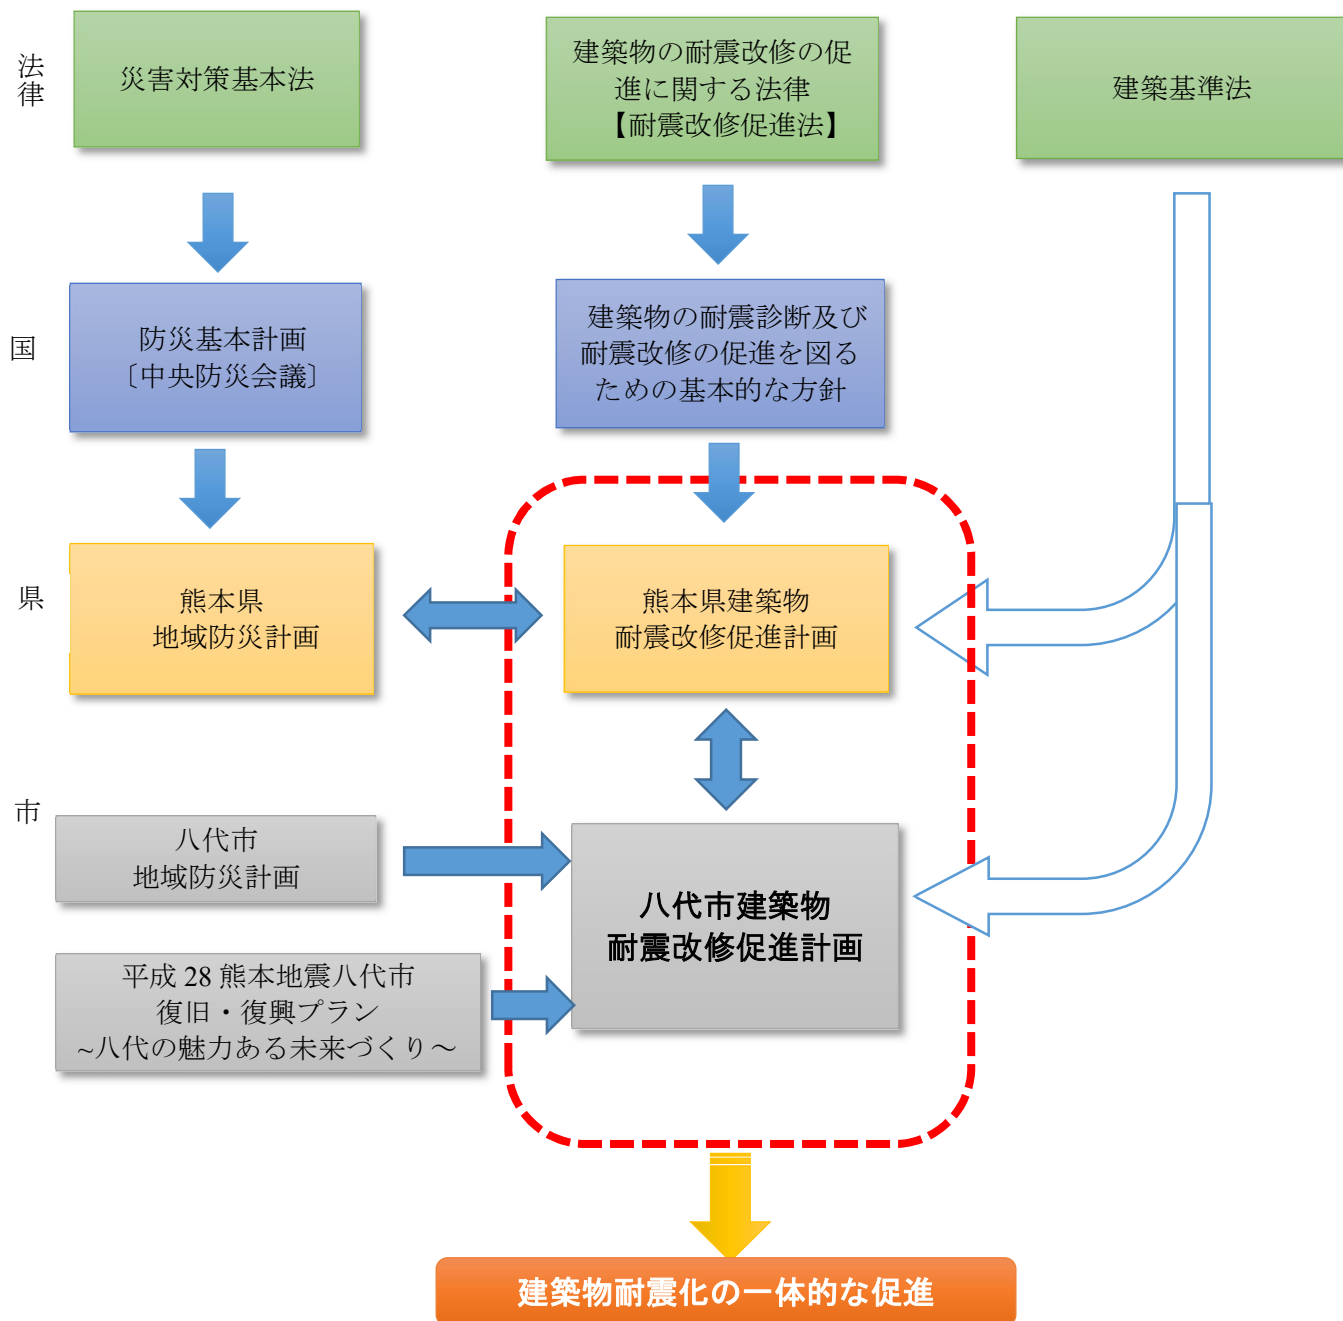 法律
災害対策基本法
建築物の耐震改修の促
進に関する法律
【耐震改修促進法】
建築基準法
国
防災基本計画
〔中央防災会議〕
建築物の耐震診断及び
耐震改修の促進を図る
ための基本的な方針
県
熊本県
地域防災計画
熊本県建築物
耐震改修促進計画
市
八代市
地域防災計画
八代市建築物
耐震改修促進計画
平成 28 熊本地震八代市
復旧・復興プラン
~八代の魅力ある未来づくり～
建築物耐震化の一体的な促進